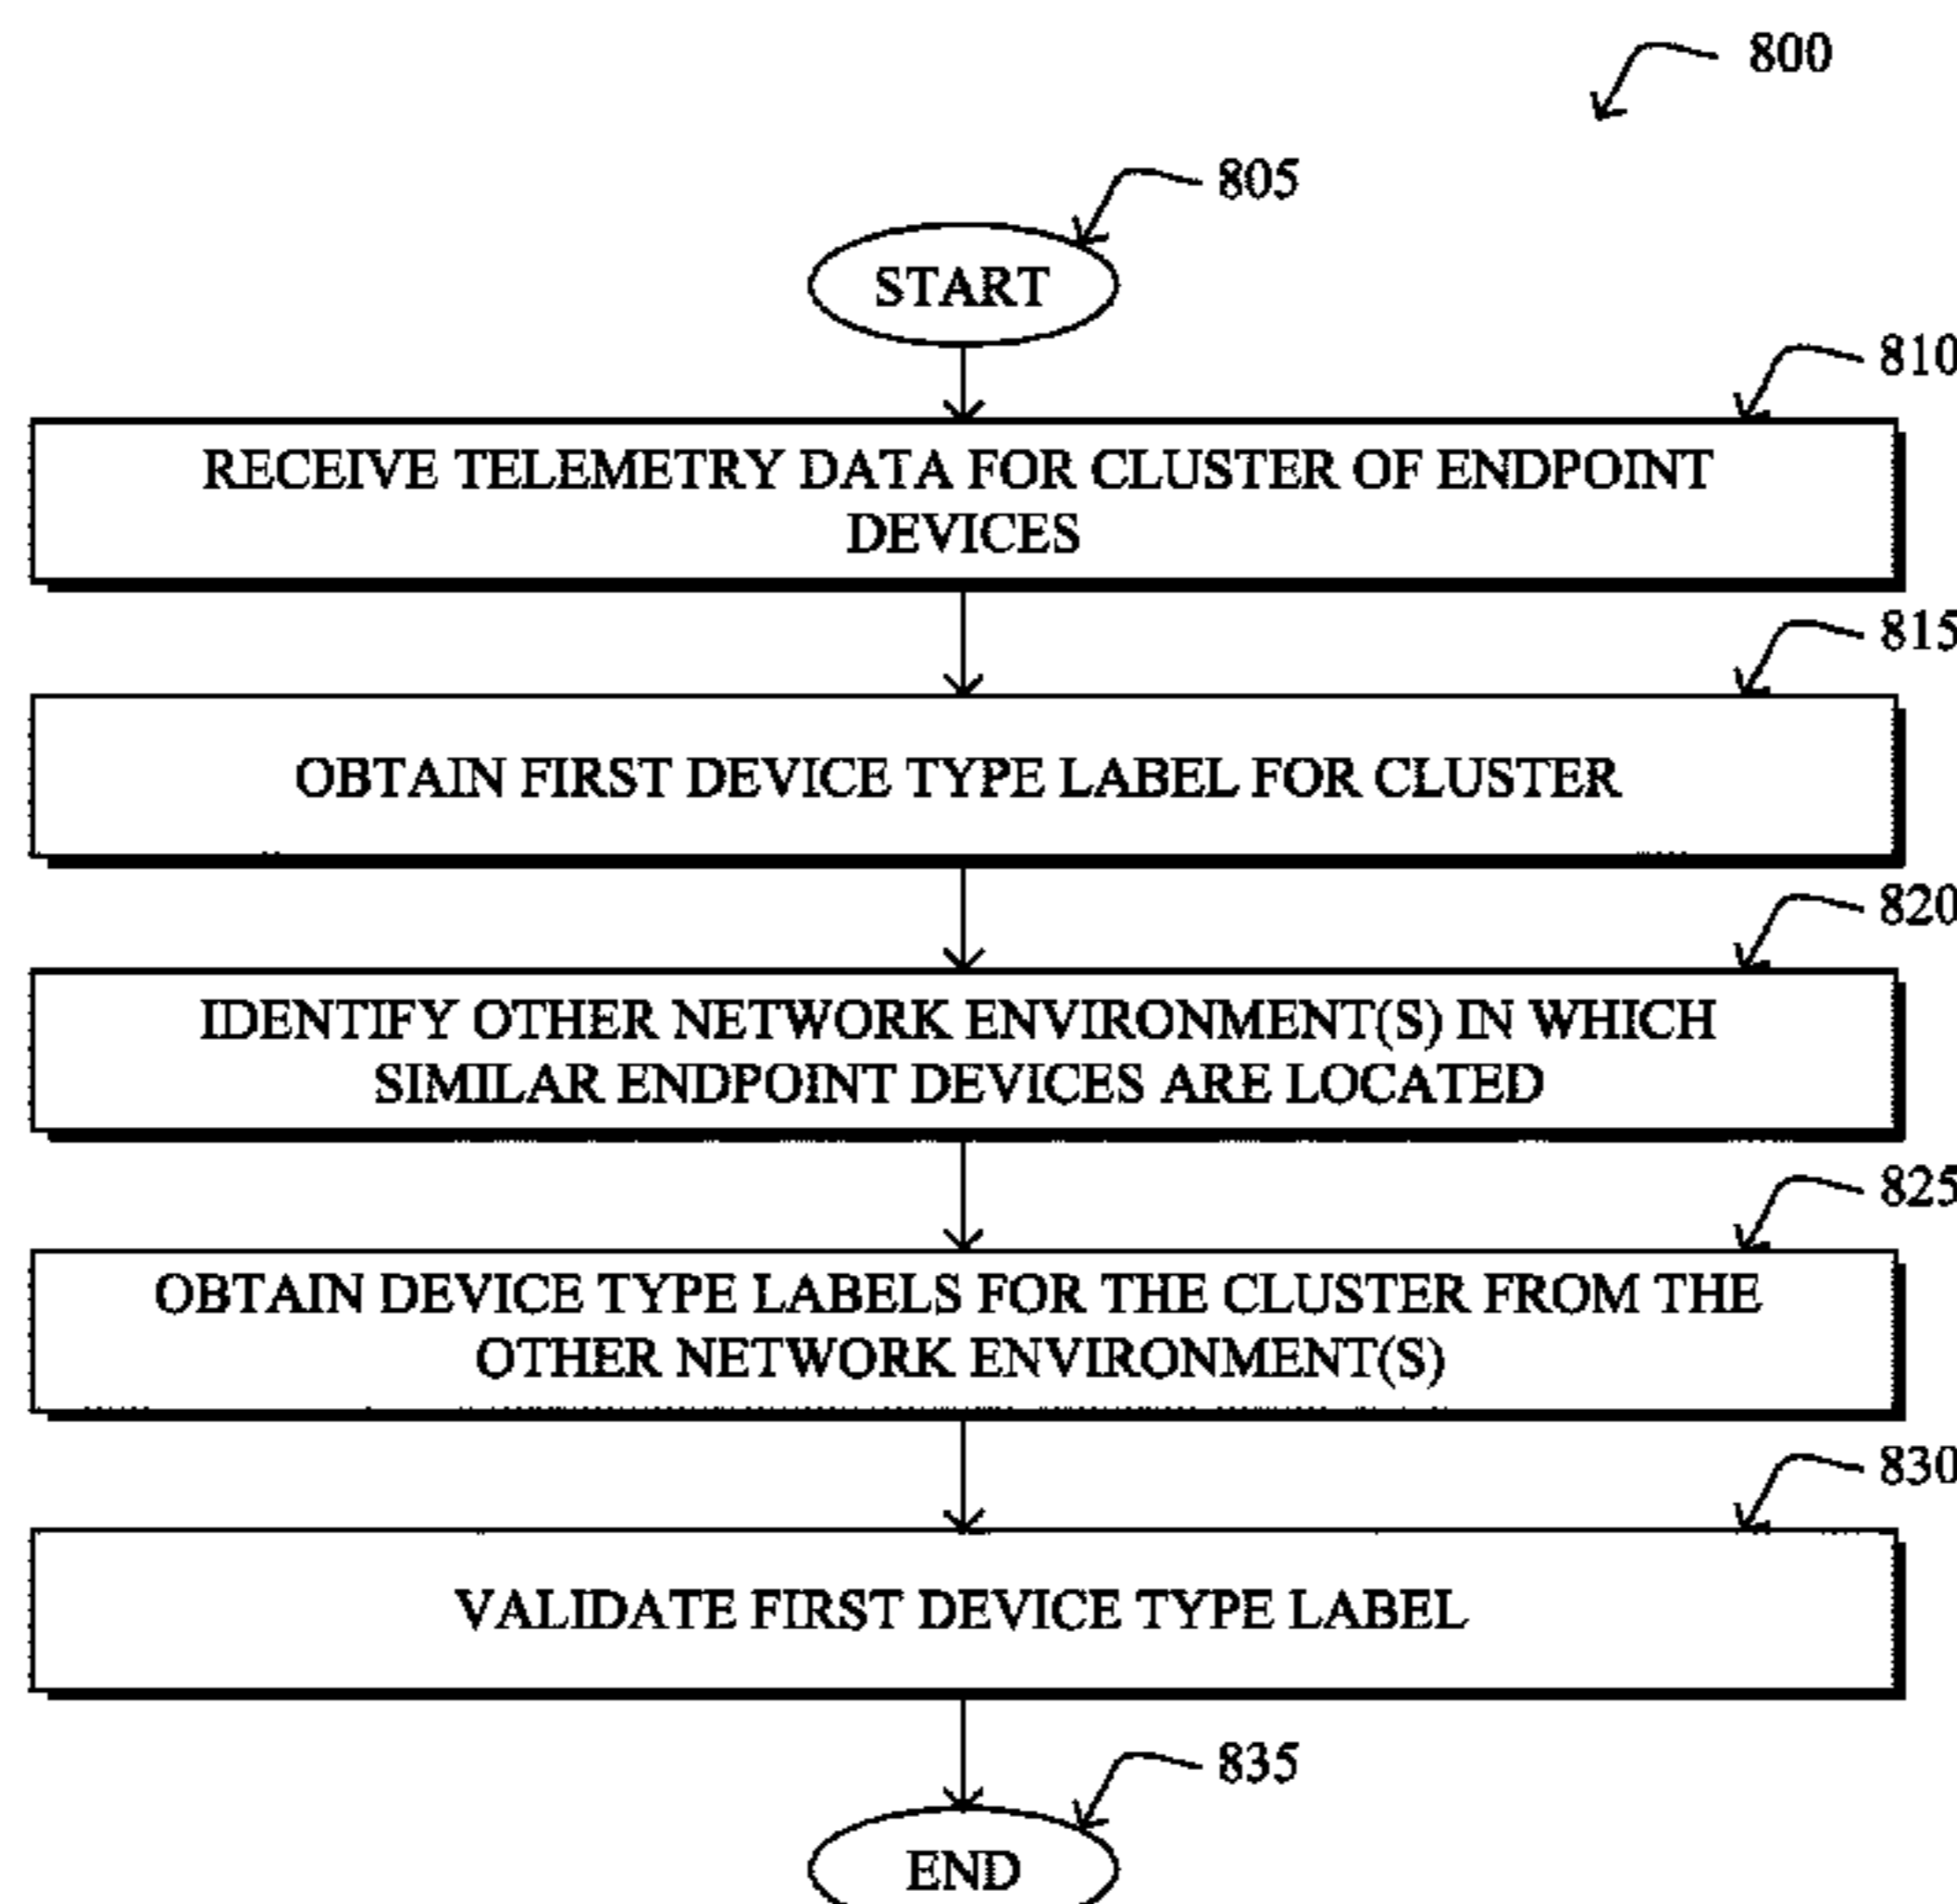 800
805
START
810
RECEIVE TELEMETRY DATA FOR CLUSTER OF ENDPOINT
DEVICES
815
OBTAIN FIRST DEVICE TYPE LABEL FOR CLUSTER
820
IDENTIFY OTHER NETWORK ENVIRONMENT(S) IN WHICH
SIMILAR ENDPOINT DEVICES ARE LOCATED
825
OBTAIN DEVICE TYPE LABELS FOR THE CLUSTER FROM THE
OTHER NETWORK ENVIRONMENT(S)
830
VALIDATE FIRST DEVICE TYPE LABEL
835
END